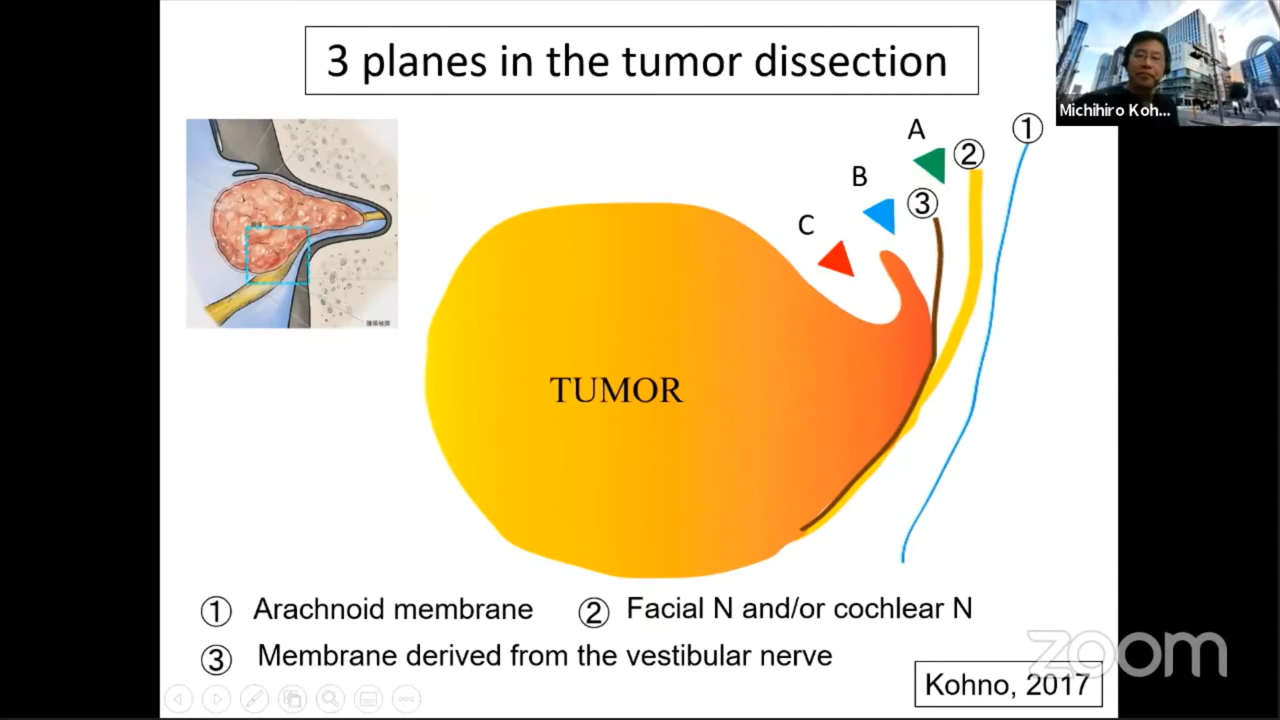 3 planes in the tumor dissection
Michihiro Koh...
A
①
②
B
③
C
TUMOR
① Arachnoid membrane ② Facial N and/or cochlear N
③ Membrane derived from the vestibular nerve
zoom
Kohno, 2017